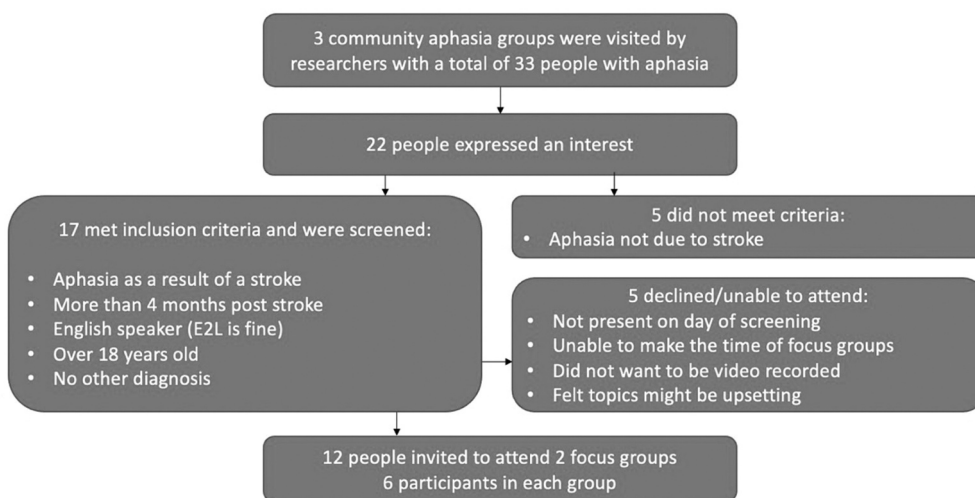 3 community aphasia groups were visited by
researchers with a total of 33 people with aphasia
22 people expressed an interest
17 met inclusion criteria and were screened:
• Aphasia as a result of a stroke
• More than 4 months post stroke
• English speaker (E2L is fine)
• Over 18 years old
• No other diagnosis
5 did not meet criteria:
• Aphasia not due to stroke
5 declined/unable to attend:
• Not present on day of screening
• Unable to make the time of focus groups
• Did not want to be video recorded
• Felt topics might be upsetting
12 people invited to attend 2 focus groups
6 participants in each group